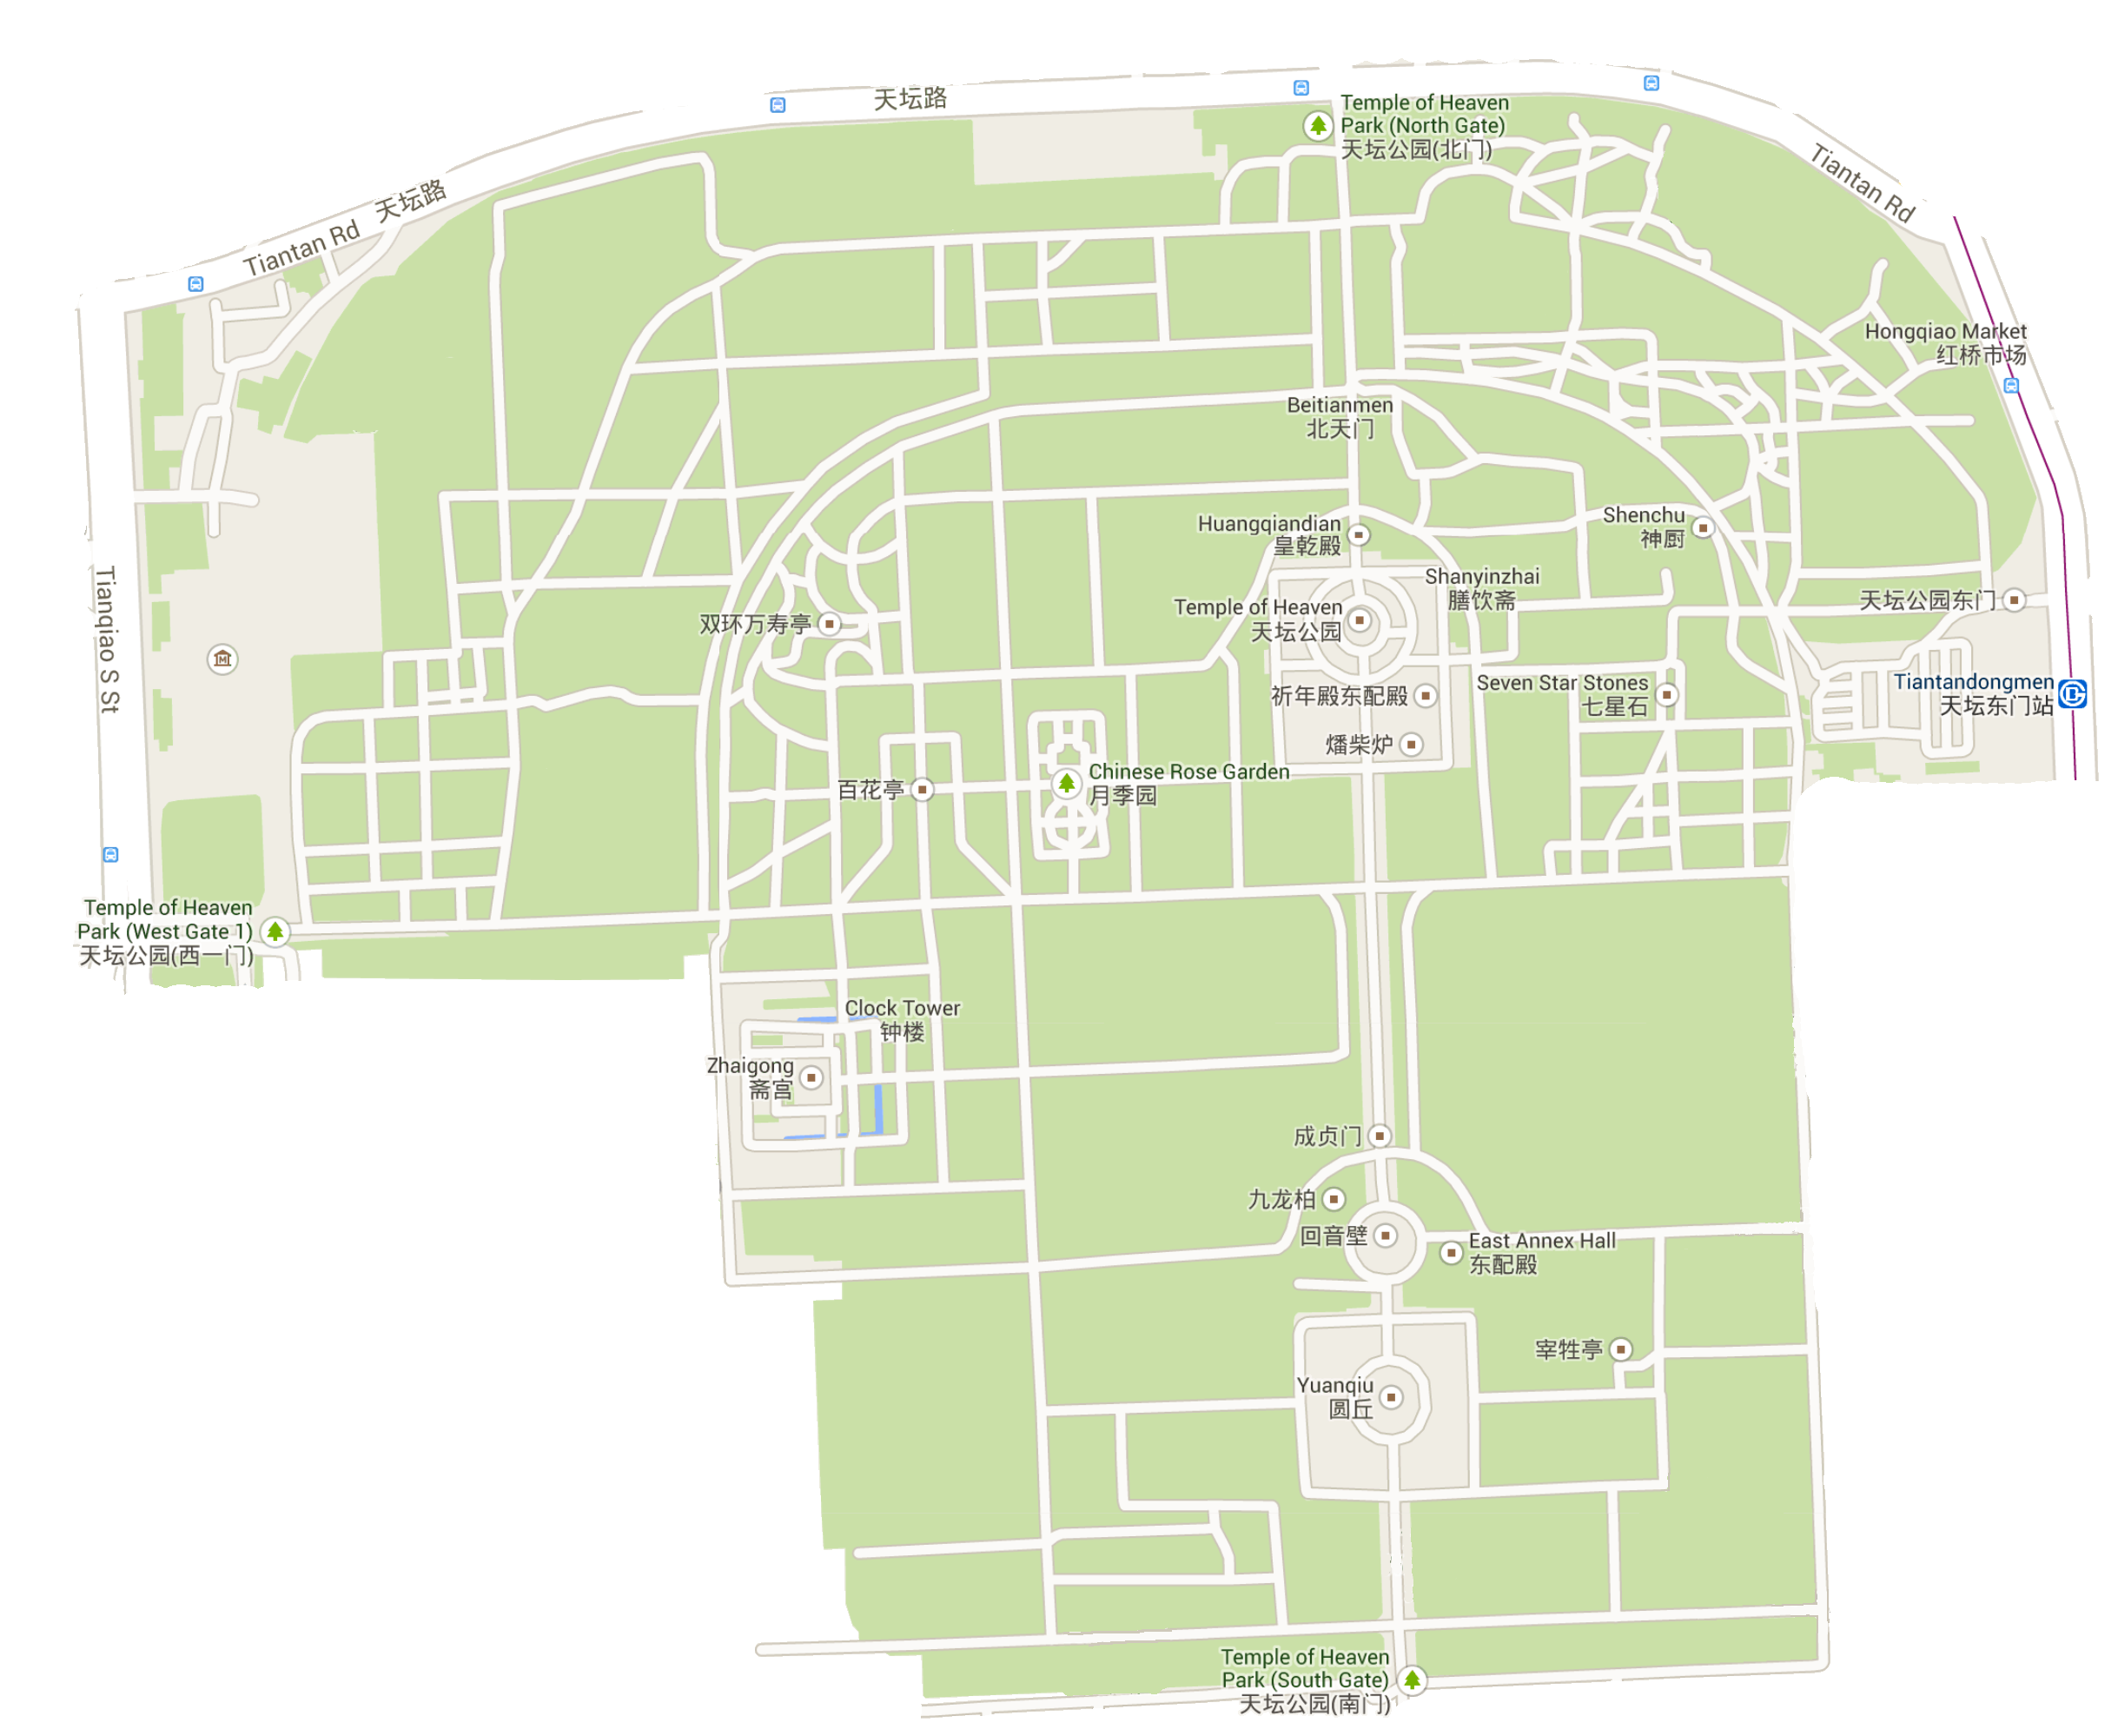 天坛路
Temple of Heaven
Park (North Gate)
天坛公园(北门)
Tiantan Rd
天坛路
Tiantan Rd
Hongqiao Market
红桥市场
Beitianmen
北天门
Huangqiandian
皇乾殿
Shenchu
神厨
Shanyinzhai
膳饮斋
Temple of Heaven
天坛公园
天坛公园东门
双环万寿亭
Tianqiao S St
祈年殿东配殿
Seven Star Stones
七星石
Tiantandongmen
天坛东门站
燔柴炉
百花亭
Chinese Rose Garden
月季园
Temple of Heaven
Park (West Gate 1)
天坛公园(西一门)
Clock Tower
钟楼
Zhaigong
斋宫
成贞门
九龙柏
回音壁
East Annex Hall
东配殿
宰牲亭
Yuanqiu
圆丘
Temple of Heaven
Park (South Gate)
天坛公园(南门)